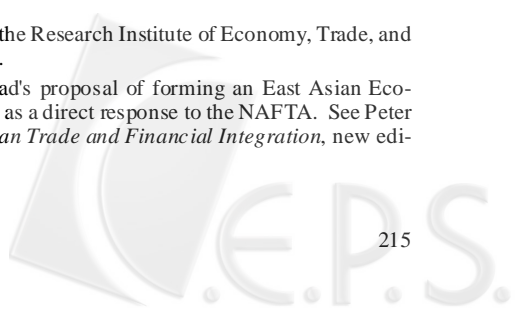 the Research Institute of Economy, Trade, and
.
ad's proposal of forming an East Asian Eco-
as a direct response to the NAFTA. See Peter
an Trade and Financial Integration, new edi-
215
C.E.P.S.